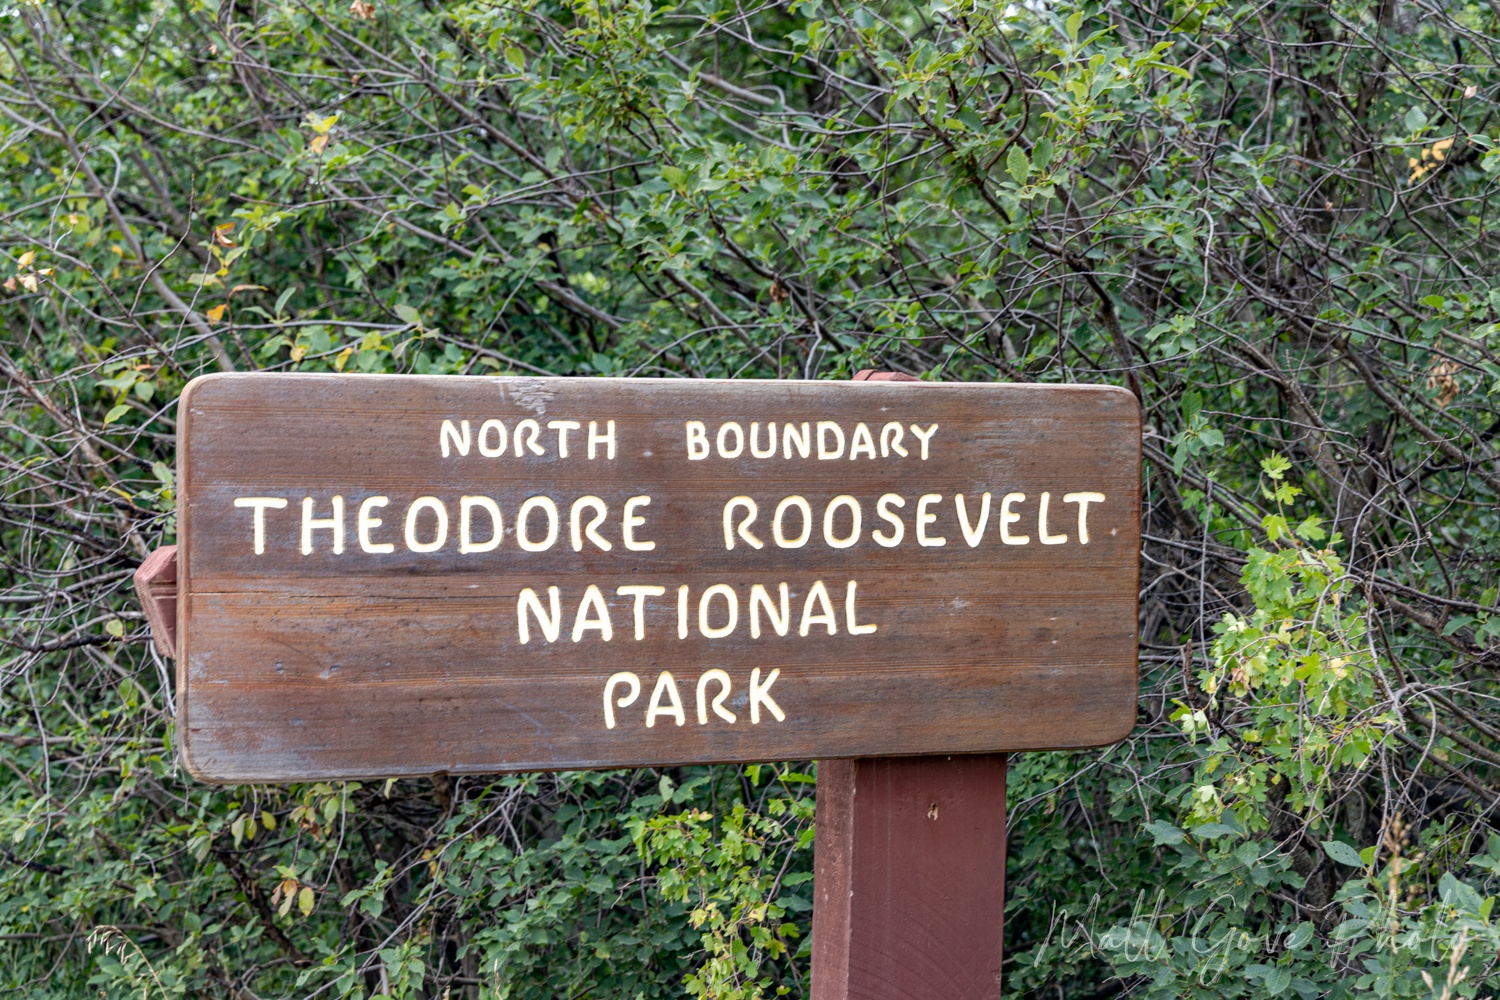 NORTH BOUNDARY
THEODORE ROOSEVELT
NATIONAL
PARK
Matt Gove Photo